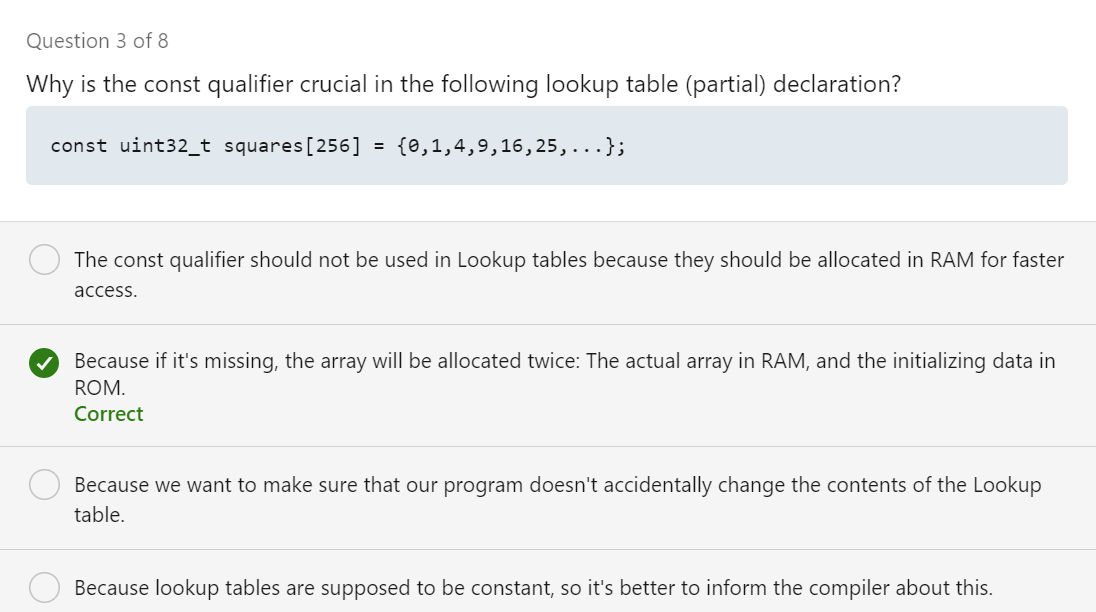 Question 3 of 8
Why is the const qualifier crucial in the following lookup table (partial) declaration?
const uint32_t squares[256] = {0,1,4,9,16,25,...};
The const qualifier should not be used in Lookup tables because they should be allocated in RAM for faster
access.
Because if it's missing, the array will be allocated twice: The actual array in RAM, and the initializing data in
ROM.
Correct
Because we want to make sure that our program doesn't accidentally change the contents of the Lookup
table.
Because lookup tables are supposed to be constant, so it's better to inform the compiler about this.